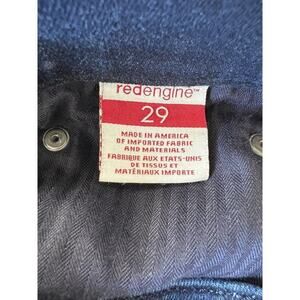 redengine™
29
MADE IN AMERICA
OF IMPORTED FABRIC
AND MATERIALS
FABRIQUE AUX ETATS-UNIS
DE TISSUS ET
MATÉRIAUX IMPORTE